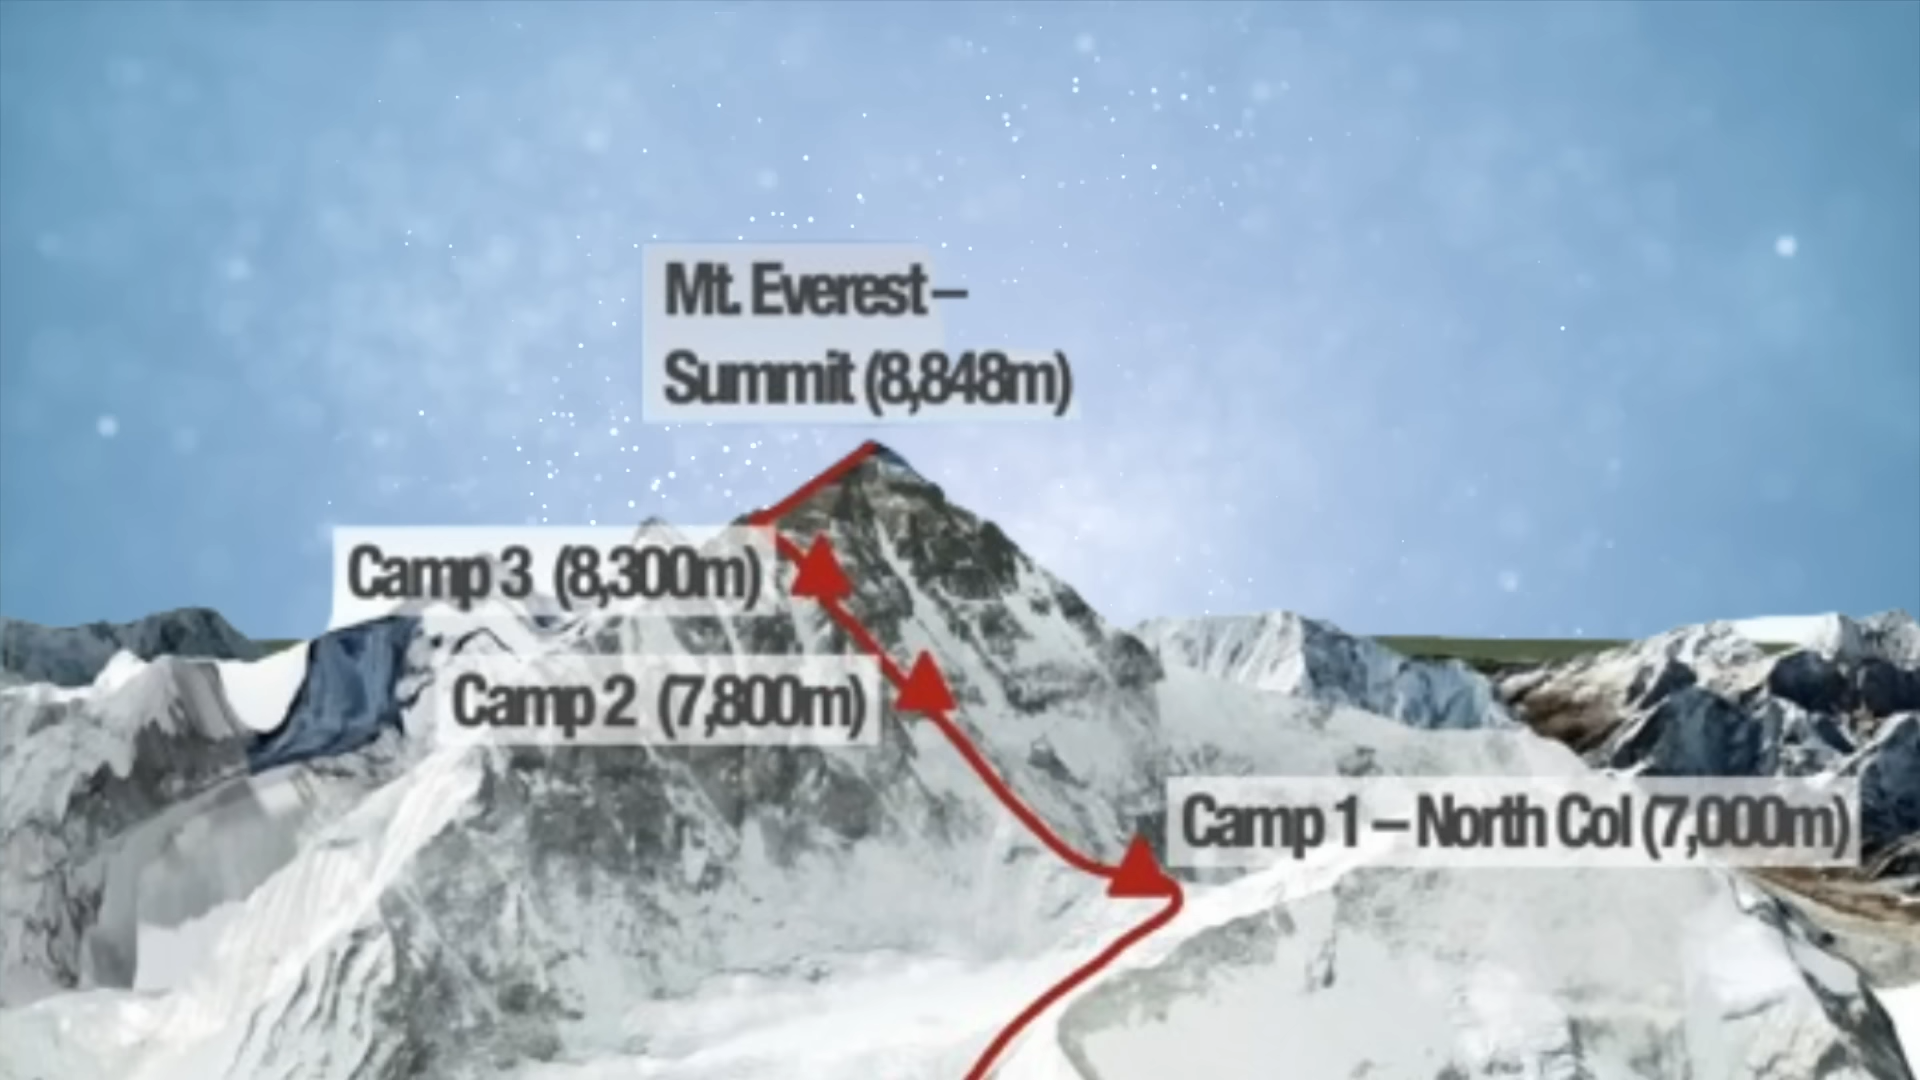 Mt. Everest –
Summit (8,848m)
Camp 3 (8,300m)
Camp 2 (7,800m)
Camp 1 – North Col (7,000m)